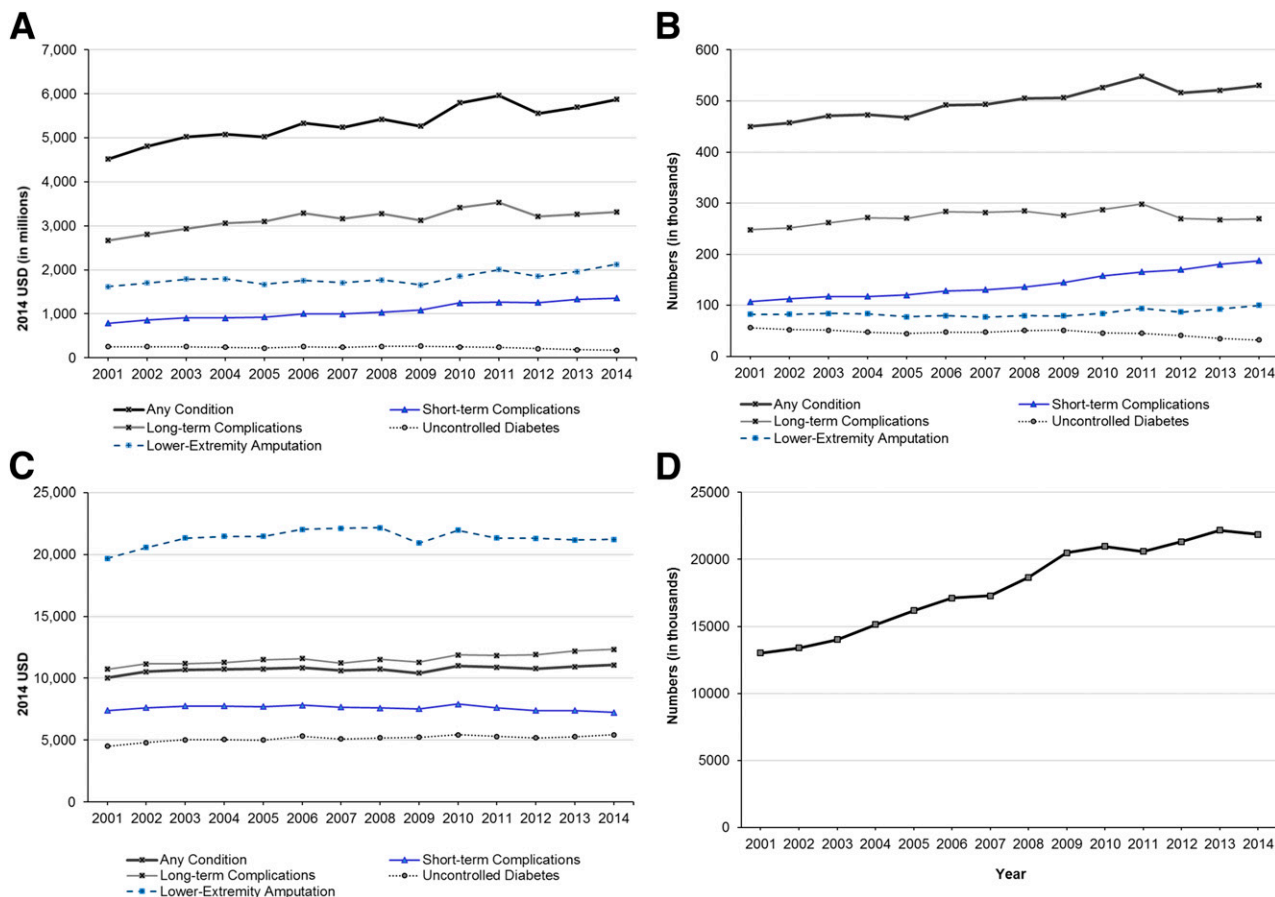 A
2014 USD (in millions)
7,000
6,000
5,000
4,000
3,000
2,000
1,000
0
2001 2002 2003 2004 2005 2006 2007 2008 2009 2010 2011 2012 2013 2014
Any Condition
Short-term Complications
Long-term Complications
Uncontrolled Diabetes
Lower-Extremity Amputation
B
Numbers (in thousands)
600
500
400
300
200
100
0
2001 2002 2003 2004 2005 2006 2007 2008 2009 2010 2011 2012 2013 2014
Any Condition
Short-term Complications
Long-term Complications
Uncontrolled Diabetes
Lower-Extremity Amputation
C
2014 USD
25,000
20,000
15,000
10,000
5,000
0
2001 2002 2003 2004 2005 2006 2007 2008 2009 2010 2011 2012 2013 2014
Any Condition
Short-term Complications
Long-term Complications
Uncontrolled Diabetes
Lower-Extremity Amputation
D
Numbers (in thousands)
25000
20000
15000
10000
5000
0
2001 2002 2003 2004 2005 2006 2007 2008 2009 2010 2011 2012 2013 2014
Year